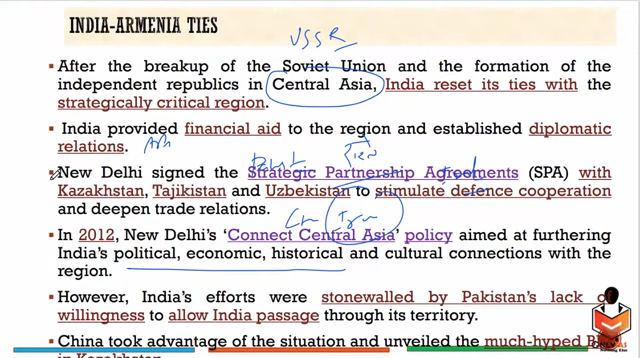 INDIA-ARMENIA TIES
USSR
After the breakup of the Soviet Union and the formation of the
independent republics in Central Asia, India reset its ties with the
strategically critical region.
India provided financial aid to the region and established diplomatic
relations.
New Delhi signed the Strategic Partnership Agreements (SPA) with
Kazakhstan, Tajikistan and Uzbekistan to stimulate defence cooperation
and deepen trade relations.
In 2012, New Delhi's 'Connect Central Asia' policy aimed at furthering
India's political, economic, historical and cultural connections with the
region.
However, India's efforts were stonewalled by Pakistan's lack of
willingness to allow India passage through its territory.
China took advantage of the situation and unveiled the much-hyped
in Kazakhstan.